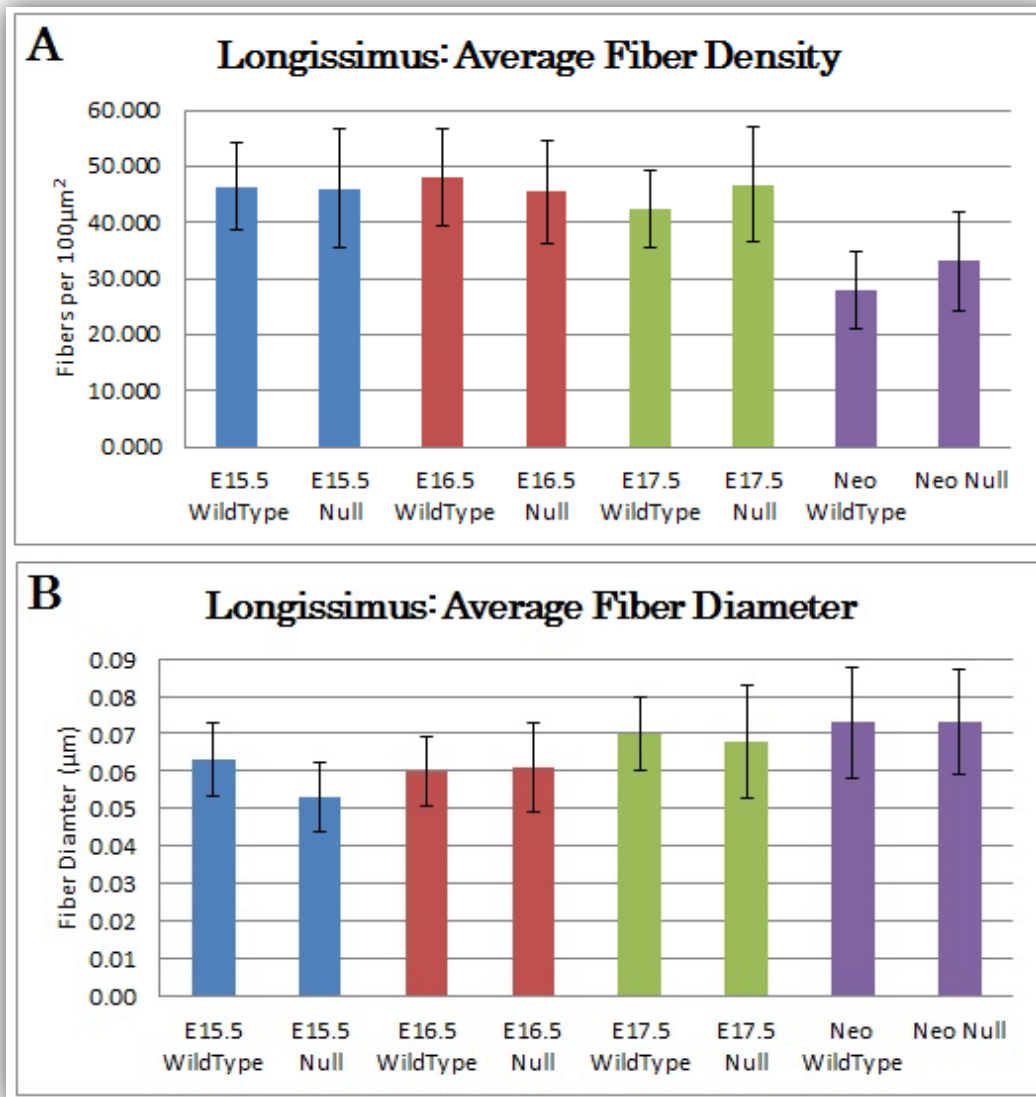 A
Longissimus: Average Fiber Density
Fibers per 100µm²
60.000
50.000
40.000
30.000
20.000
10.000
0.000
E15.5 WildType
E15.5 Null
E16.5 WildType
E16.5 Null
E17.5 WildType
E17.5 Null
Neo WildType
Neo Null
B
Longissimus: Average Fiber Diameter
Fiber Diamter (µm)
0.09
0.08
0.07
0.06
0.05
0.04
0.03
0.02
0.01
0.00
E15.5 WildType
E15.5 Null
E16.5 WildType
E16.5 Null
E17.5 WildType
E17.5 Null
Neo WildType
Neo Null